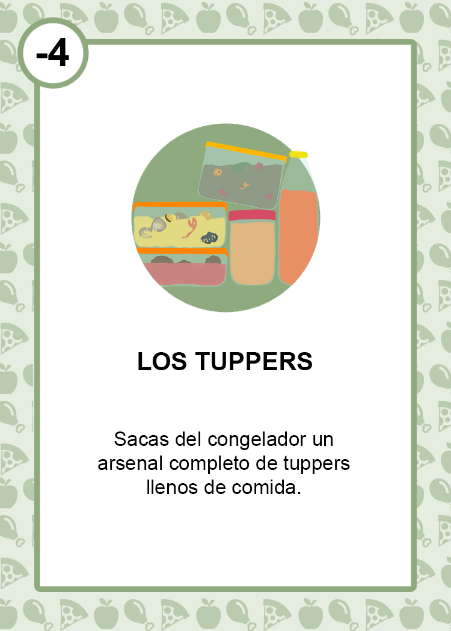 -4
LOS TUPPERS
Sacas del congelador un
arsenal completo de tuppers
llenos de comida.